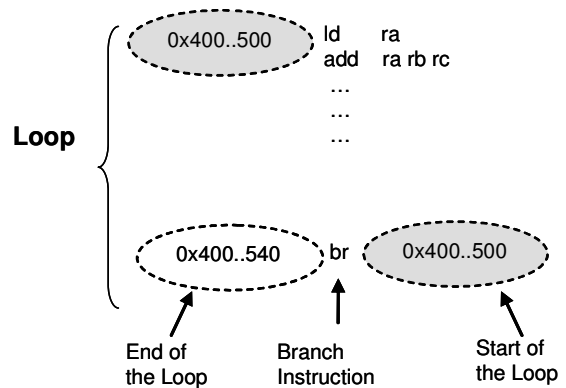 0x400..500 ld ra
add ra rb rc
...
...
...
Loop
0x400..540 br 0x400..500
End of
the Loop
Branch
Instruction
Start of
the Loop